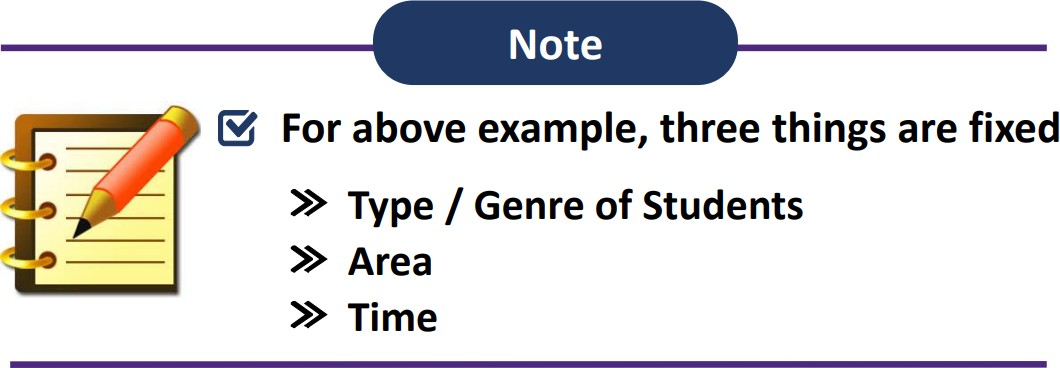 Note
For above example, three things are fixed
Type / Genre of Students
Area
Time